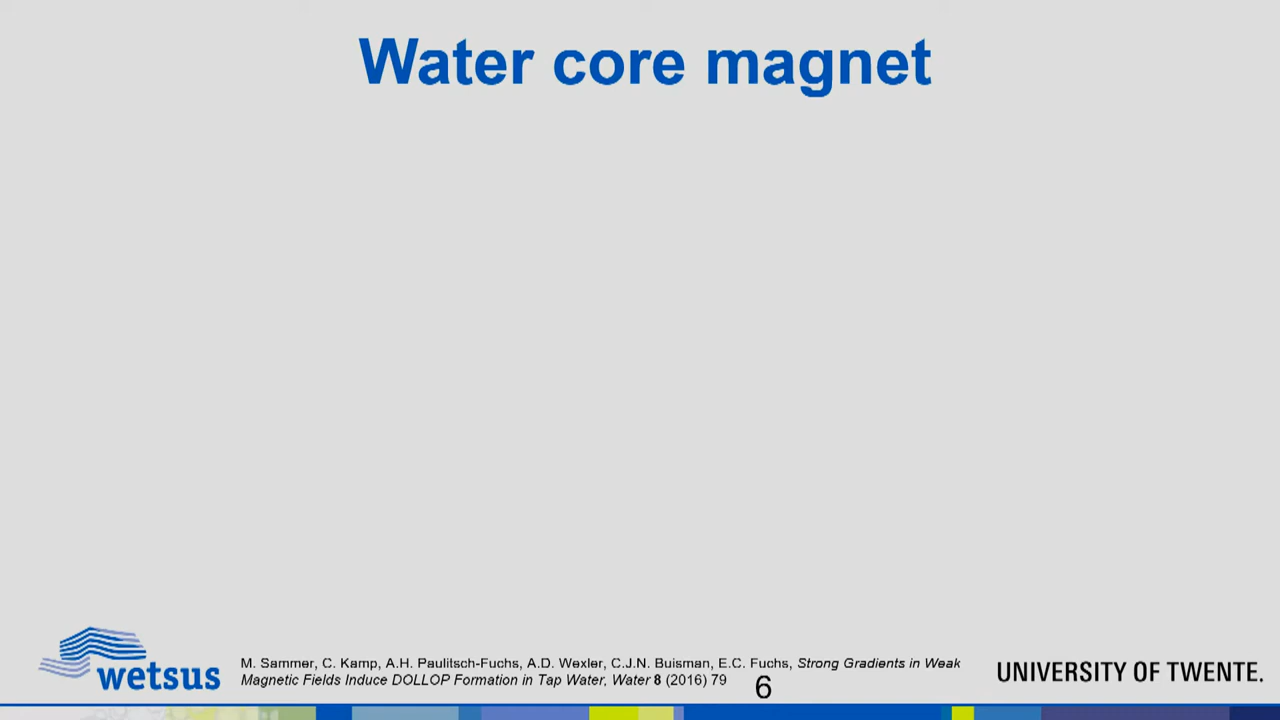 Water core magnet
wetsus
M. Sammer, C. Kamp, A.H. Paulitsch-Fuchs, A.D. Wexler, C.J.N. Buisman, E.C. Fuchs, Strong Gradients in Weak
Magnetic Fields Induce DOLLOP Formation in Tap Water, Water 8 (2016) 79
6
UNIVERSITY OF TWENTE.